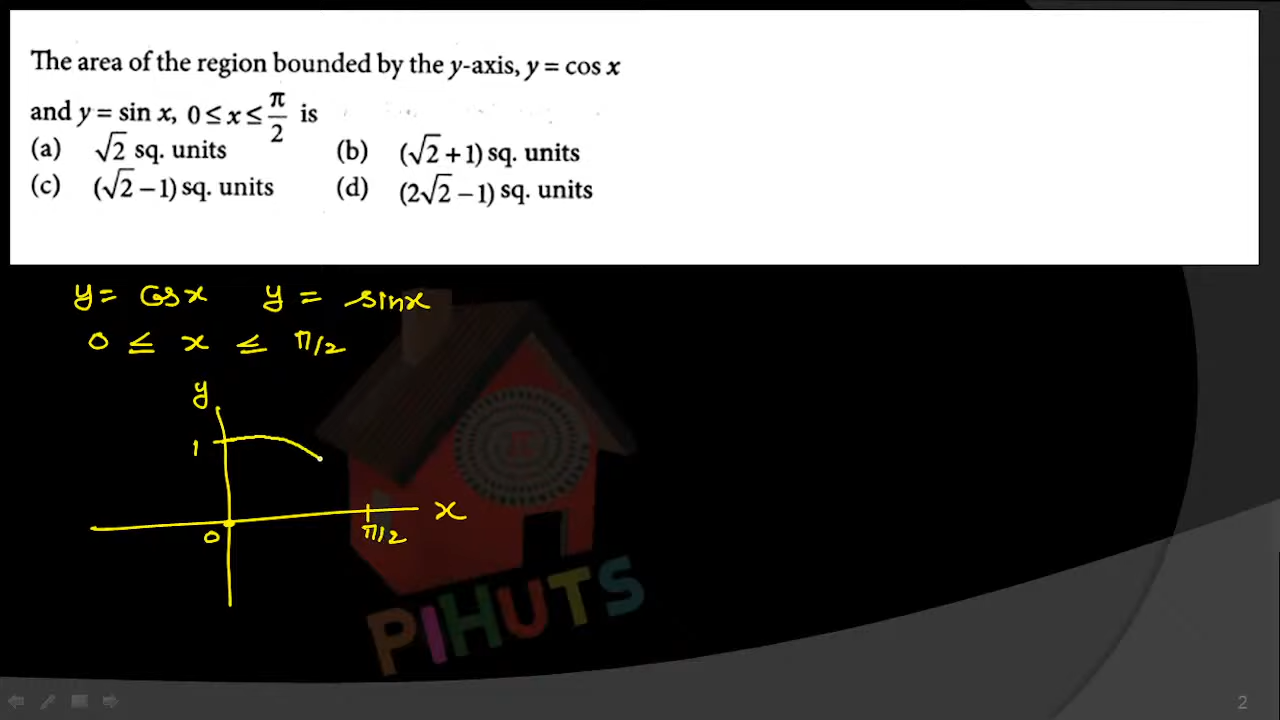 The area of the region bounded by the y-axis, y = cos x
and y = sin x, 0 ≤ x ≤ π/2 is
(a) √2 sq. units (b) (√2 + 1) sq. units
(c) (√2 – 1) sq. units (d) (2√2 – 1) sq. units
y = cosx y = sinx
0 ≤ x ≤ π/2
y
1
x
0 π/2
PIHUTS
2